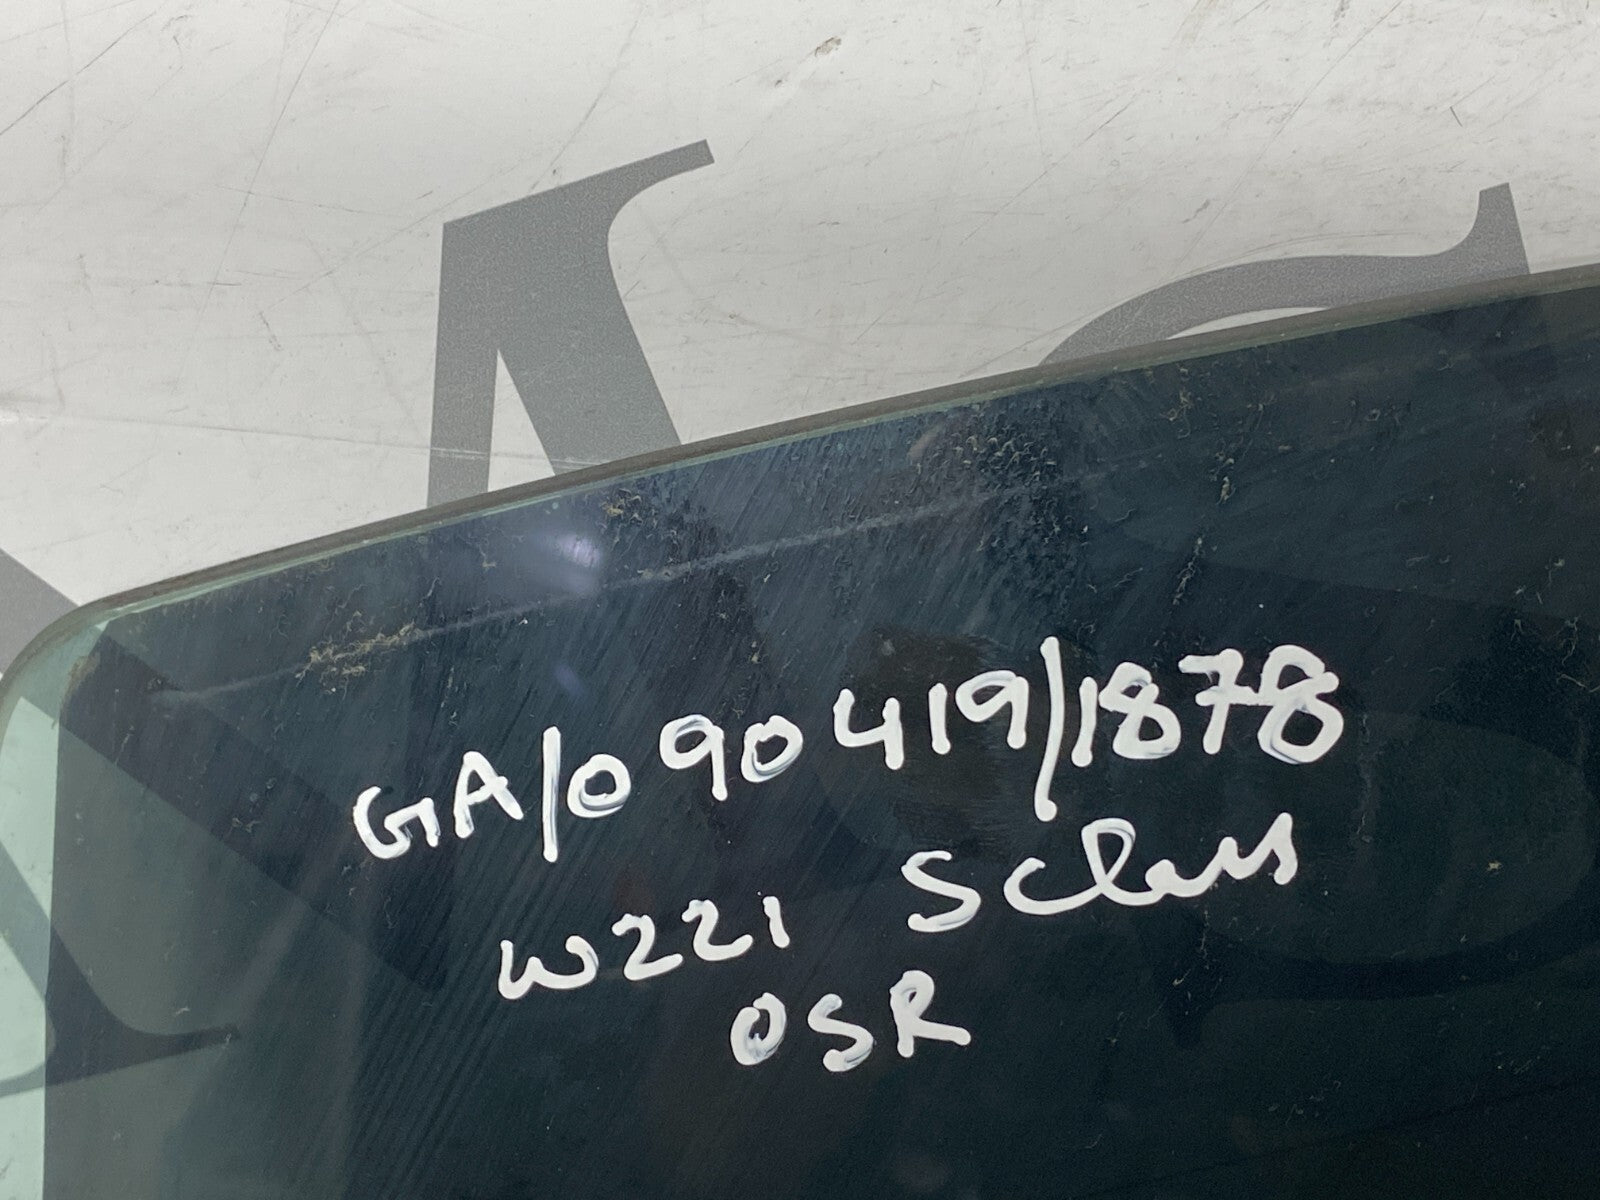 GA/090419/1878
W221 S Class
OSR